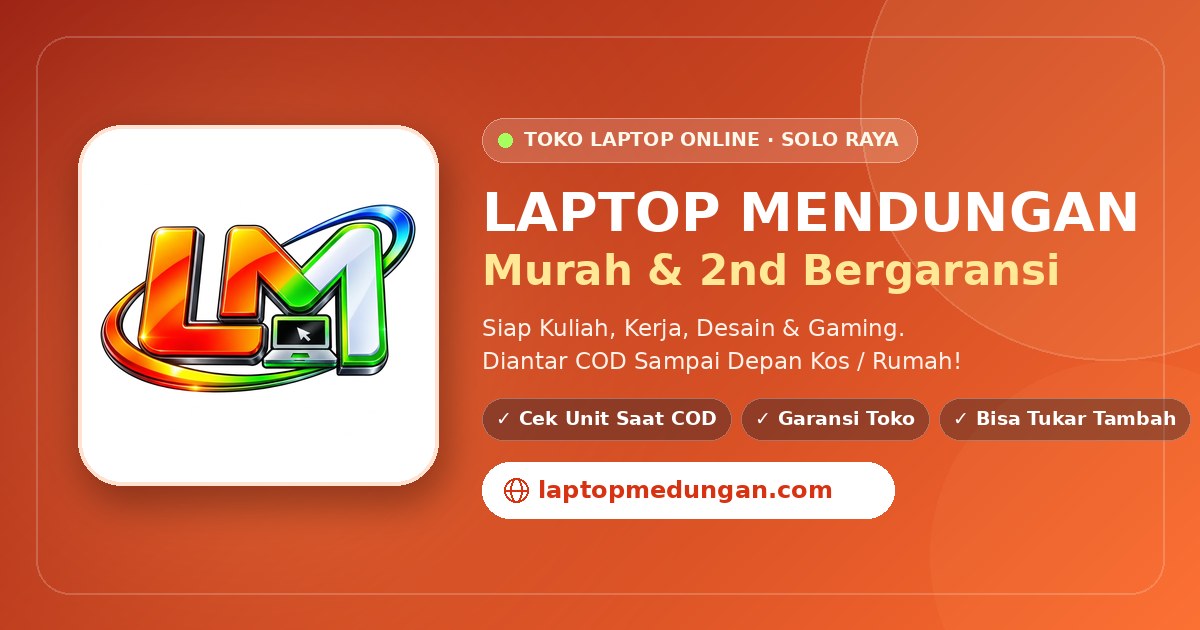 LM
TOKO LAPTOP ONLINE · SOLO RAYA
LAPTOP MENDUNGAN
Murah & 2nd Bergaransi
Siap Kuliah, Kerja, Desain & Gaming.
Diantar COD Sampai Depan Kos / Rumah!
✓ Cek Unit Saat COD ✓ Garansi Toko ✓ Bisa Tukar Tambah
laptopmedungan.com